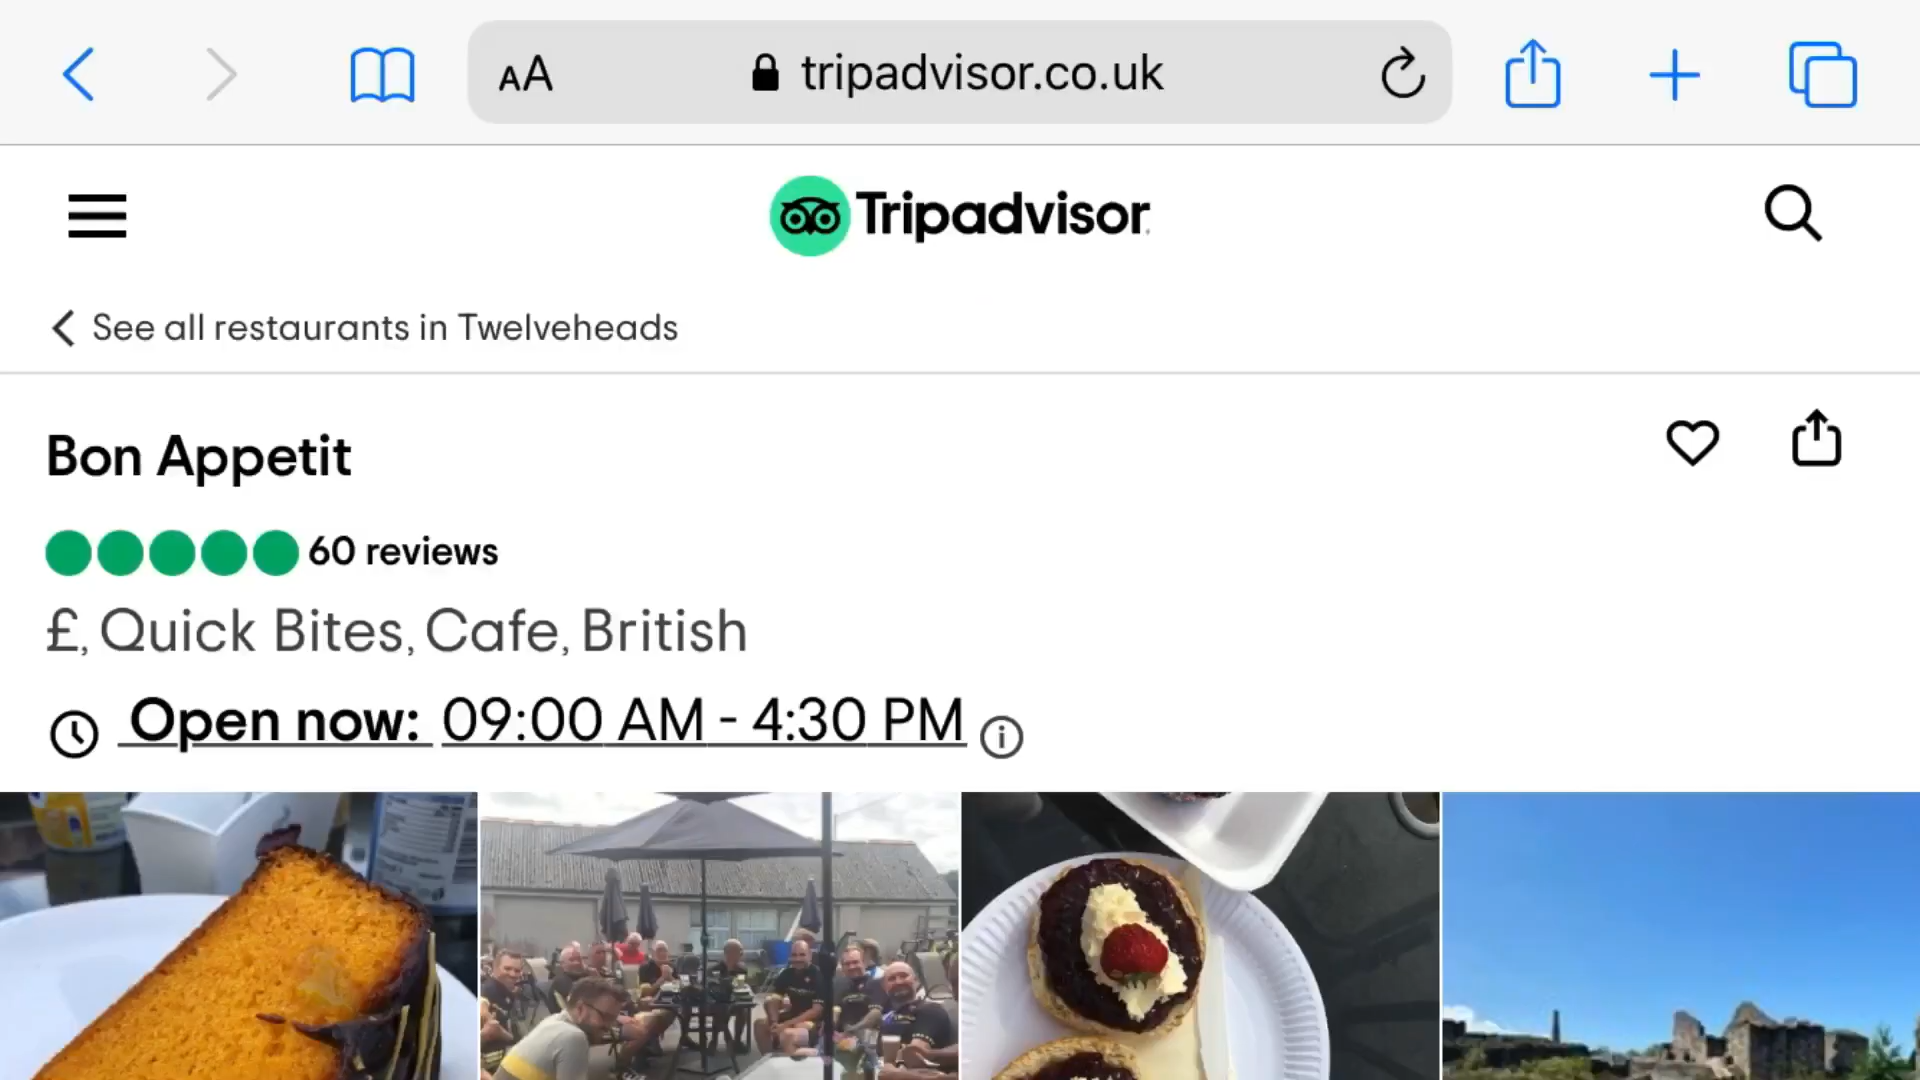 AA tripadvisor.co.uk
Tripadvisor
See all restaurants in Twelveheads
Bon Appetit
60 reviews
£, Quick Bites, Cafe, British
Open now: 09:00 AM - 4:30 PM